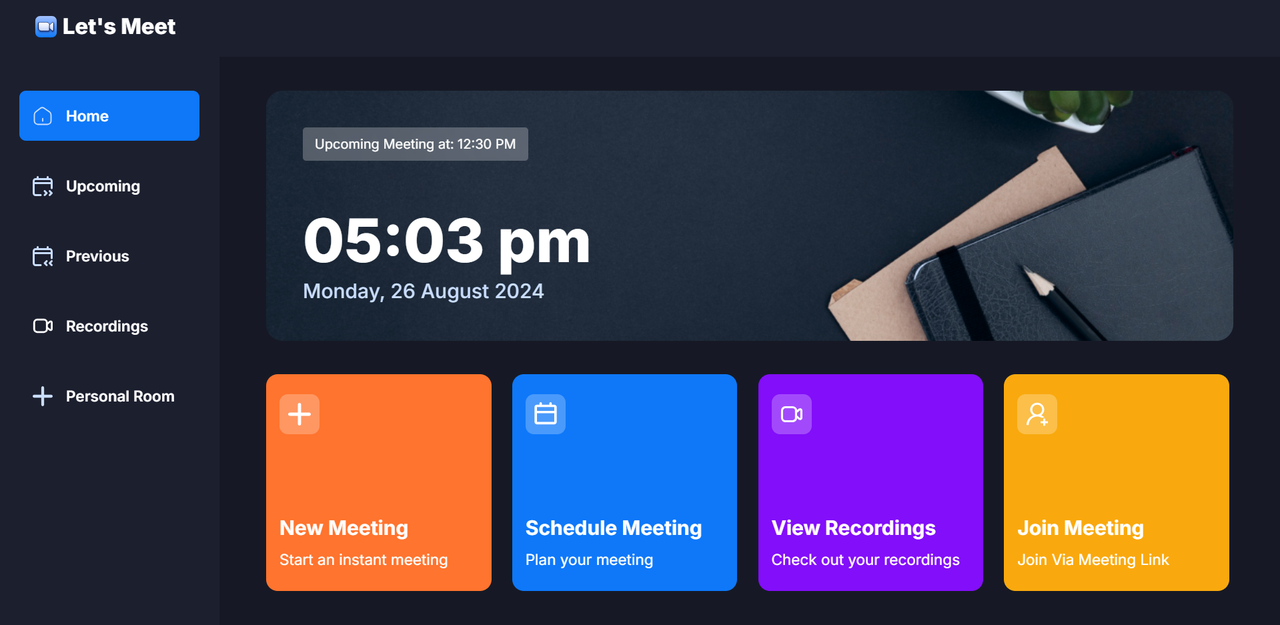 Let's Meet
Home
Upcoming
Previous
Recordings
Personal Room
Upcoming Meeting at: 12:30 PM
05:03 pm
Monday, 26 August 2024
New Meeting
Start an instant meeting
Schedule Meeting
Plan your meeting
View Recordings
Check out your recordings
Join Meeting
Join Via Meeting Link